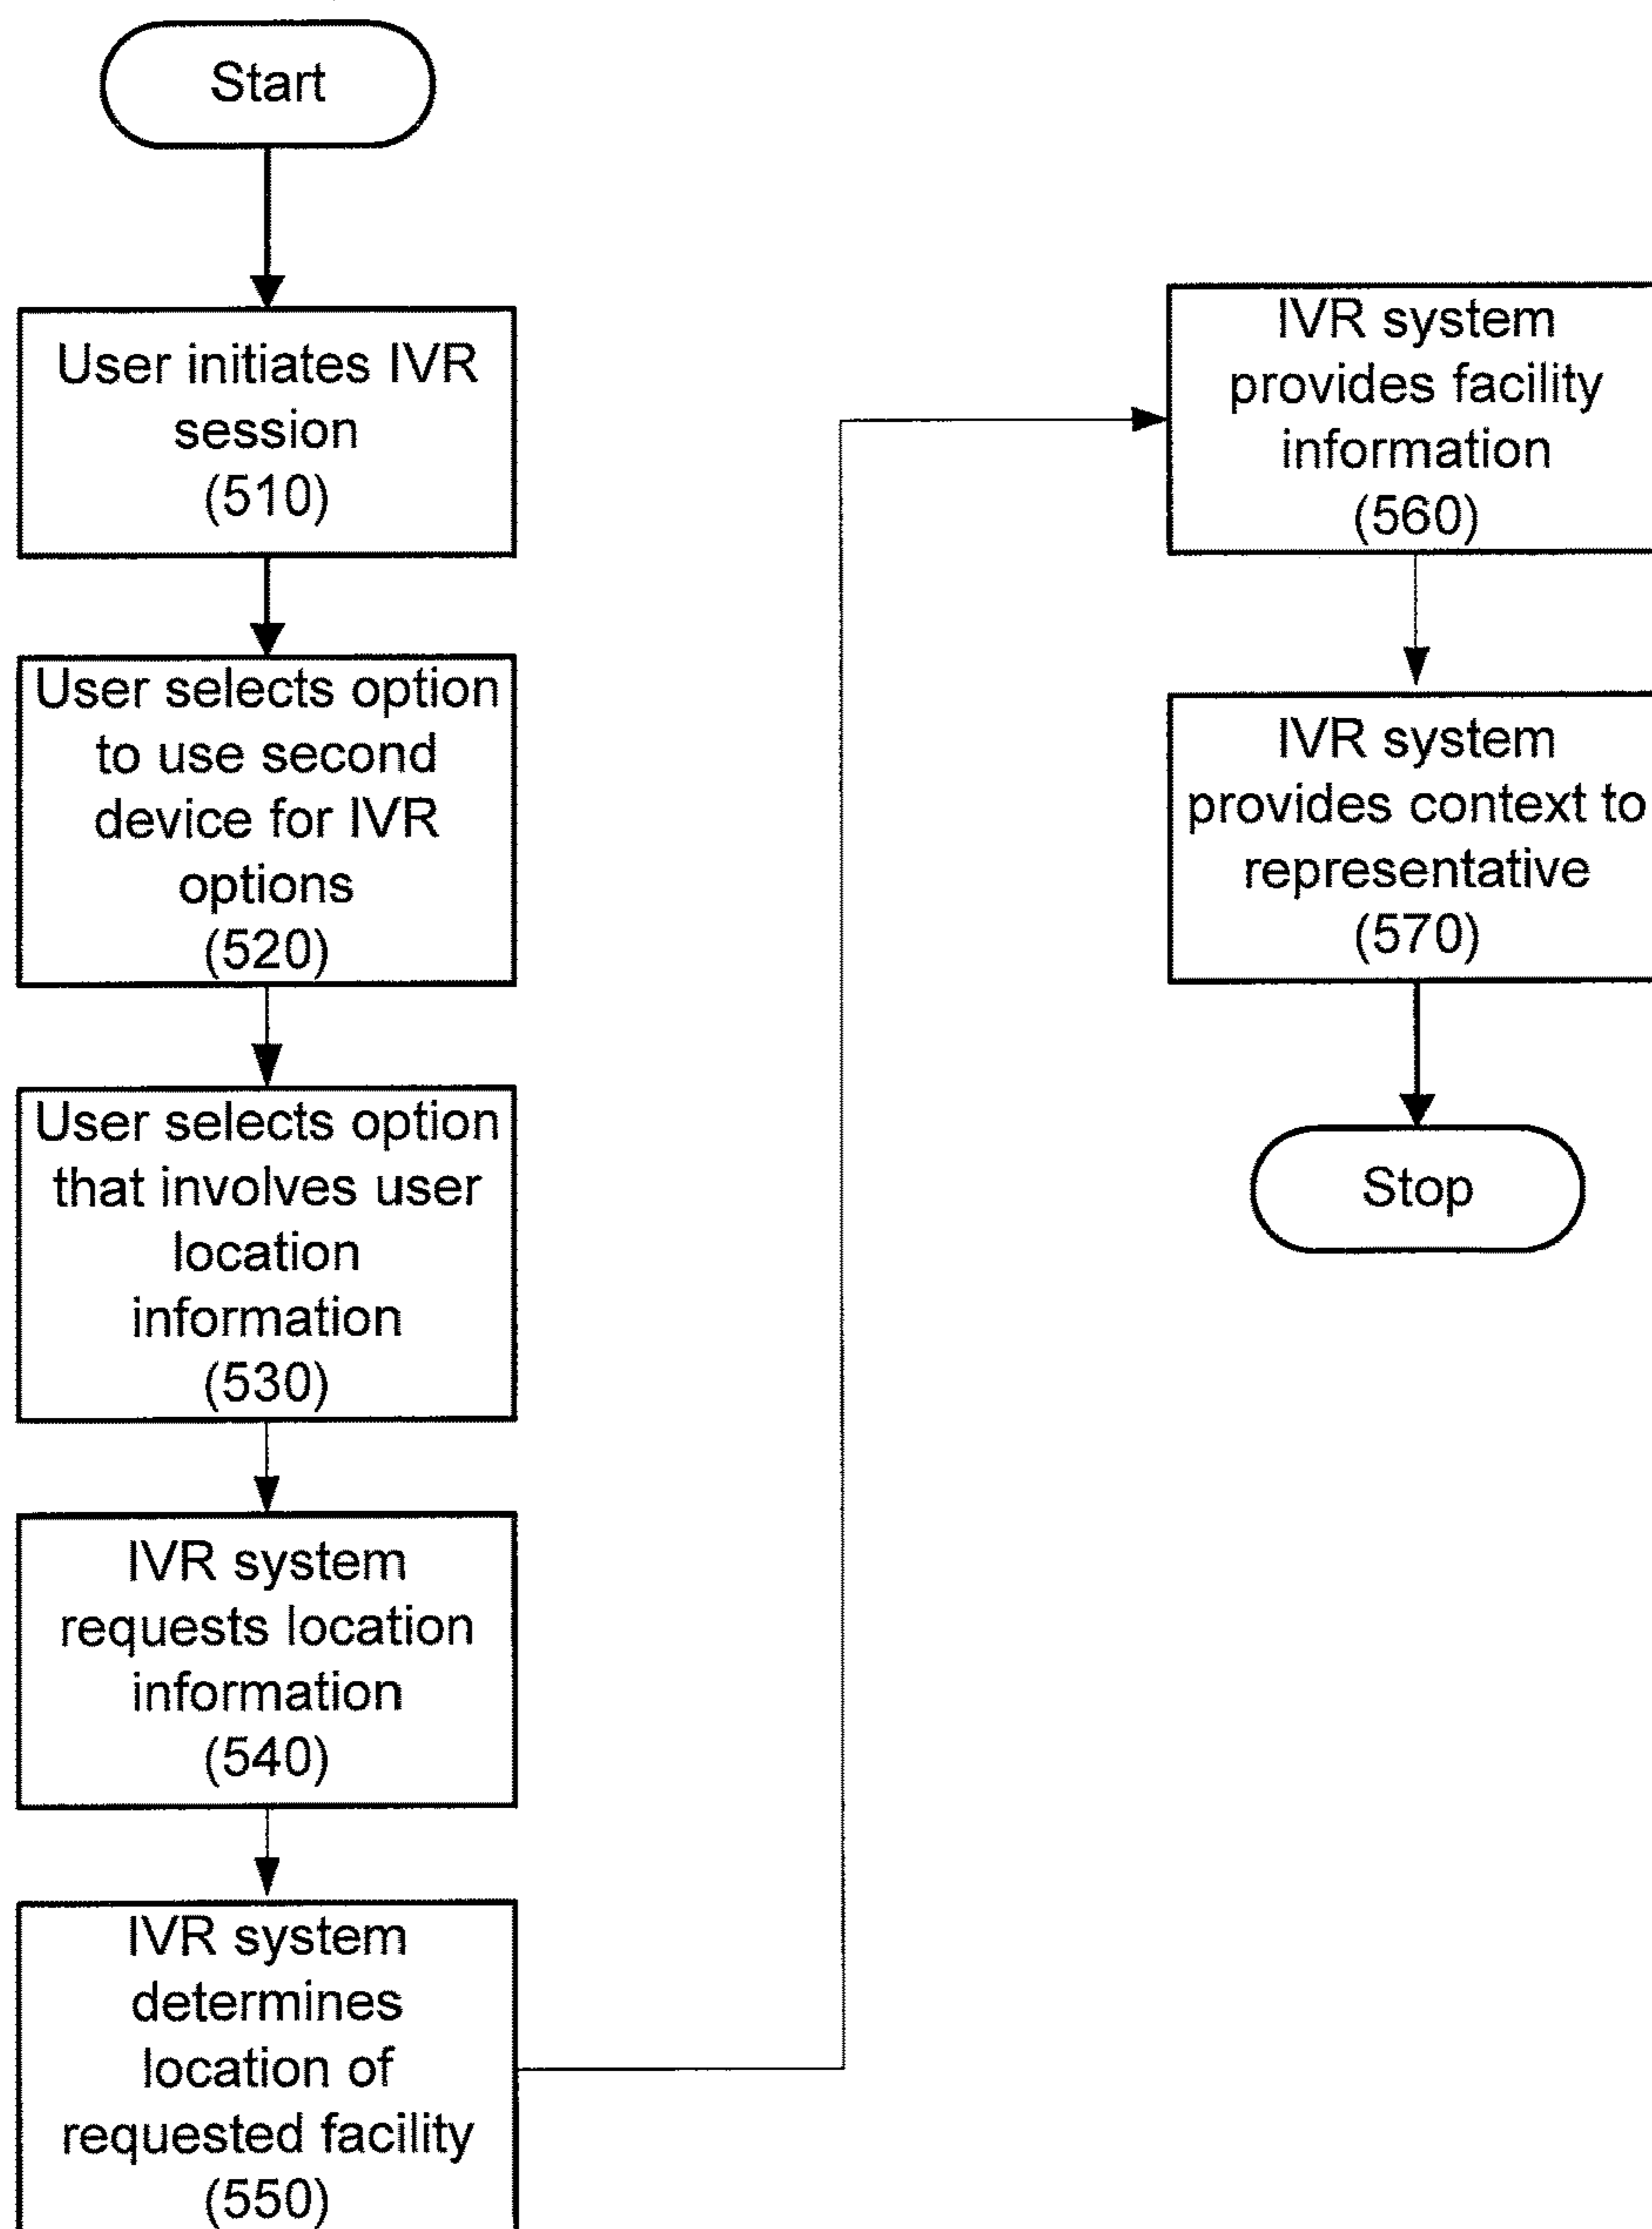 Start
User initiates IVR
session
(510)
User selects option
to use second
device for IVR
options
(520)
User selects option
that involves user
location
information
(530)
IVR system
requests location
information
(540)
IVR system
determines
location of
requested facility
(550)
IVR system
provides facility
information
(560)
IVR system
provides context to
representative
(570)
Stop